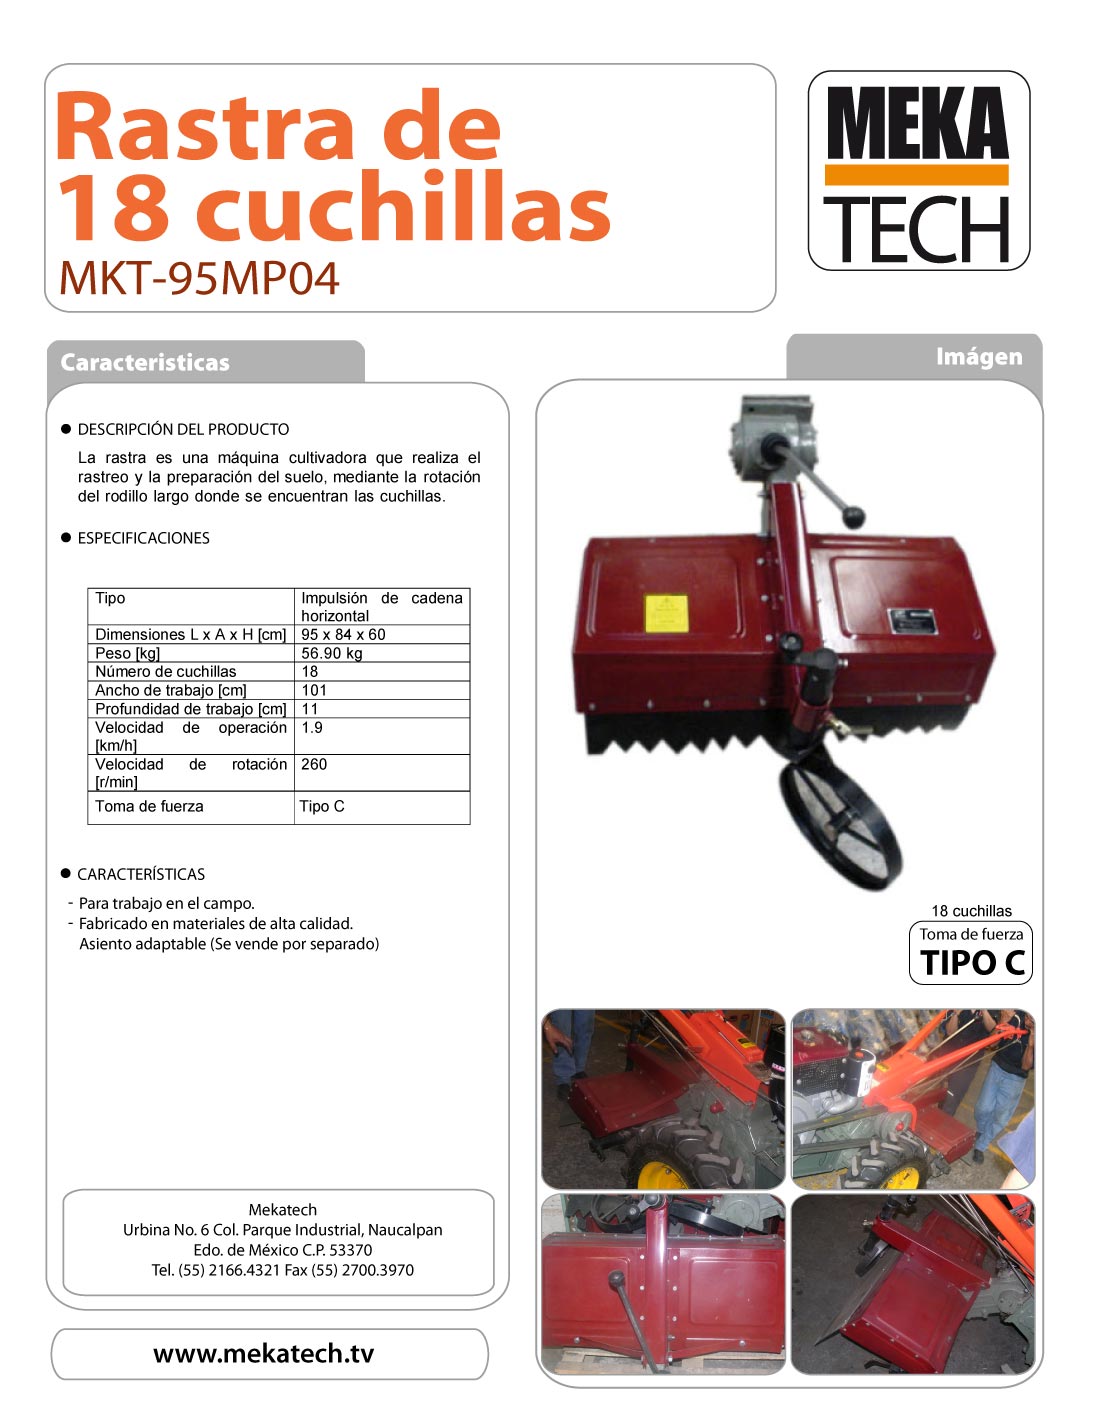 Rastra de
18 cuchillas
MKT-95MP04
MEKA
TECH
Caracteristicas
DESCRIPCIÓN DEL PRODUCTO
La rastra es una máquina cultivadora que realiza el
rastreo y la preparación del suelo, mediante la rotación
del rodillo largo donde se encuentran las cuchillas.
ESPECIFICACIONES
Tipo
Impulsión de cadena
horizontal
Dimensiones L x A x H [cm]
95 x 84 x 60
Peso [kg]
56.90 kg
Número de cuchillas
18
Ancho de trabajo [cm]
101
Profundidad de trabajo [cm]
11
Velocidad de operación
[km/h]
1.9
Velocidad de rotación
[r/min]
260
Toma de fuerza
Tipo C
CARACTERÍSTICAS
- Para trabajo en el campo.
- Fabricado en materiales de alta calidad.
Asiento adaptable (Se vende por separado)
Mekatech
Urbina No. 6 Col. Parque Industrial, Naucalpan
Edo. de México C.P. 53370
Tel. (55) 2166.4321 Fax (55) 2700.3970
www.mekatech.tv
Imágen
18 cuchillas
Toma de fuerza
TIPO C